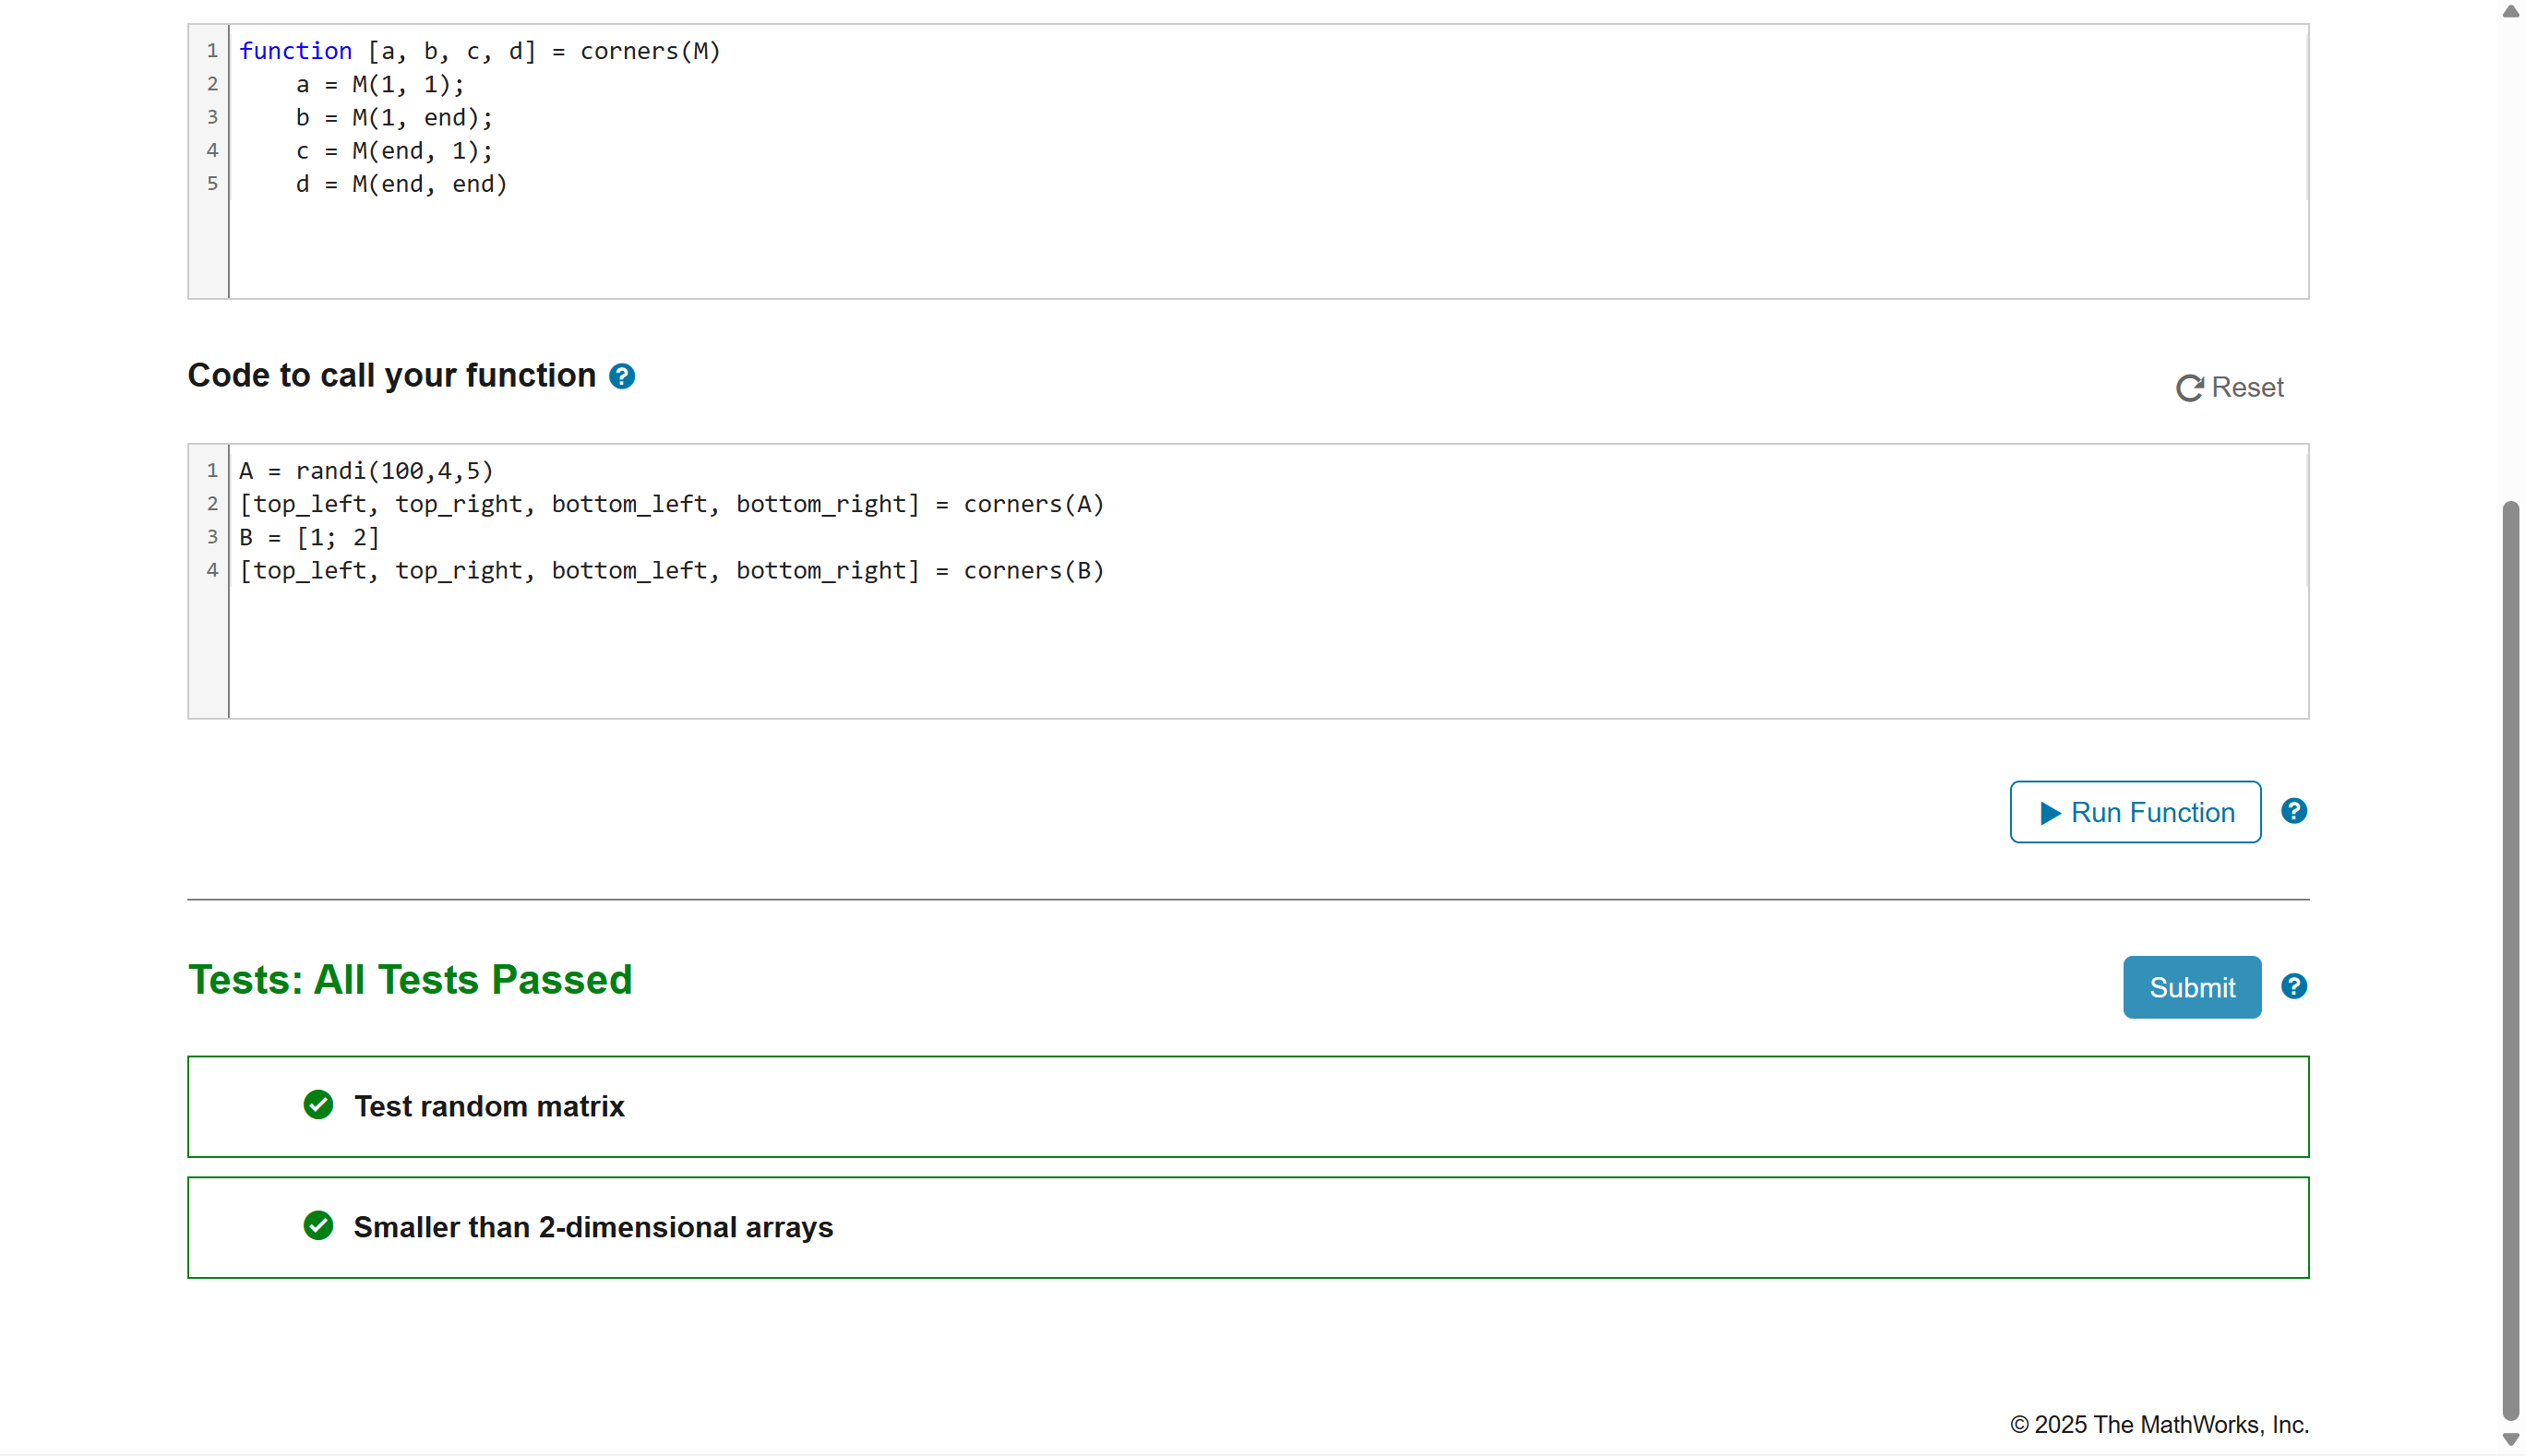 1 function [a, b, c, d] = corners(M)
2     a = M(1, 1);
3     b = M(1, end);
4     c = M(end, 1);
5     d = M(end, end)
Code to call your function ?
Reset
1 A = randi(100,4,5)
2 [top_left, top_right, bottom_left, bottom_right] = corners(A)
3 B = [1; 2]
4 [top_left, top_right, bottom_left, bottom_right] = corners(B)
Run Function ?
Tests: All Tests Passed
Submit ?
Test random matrix
Smaller than 2-dimensional arrays
© 2025 The MathWorks, Inc.